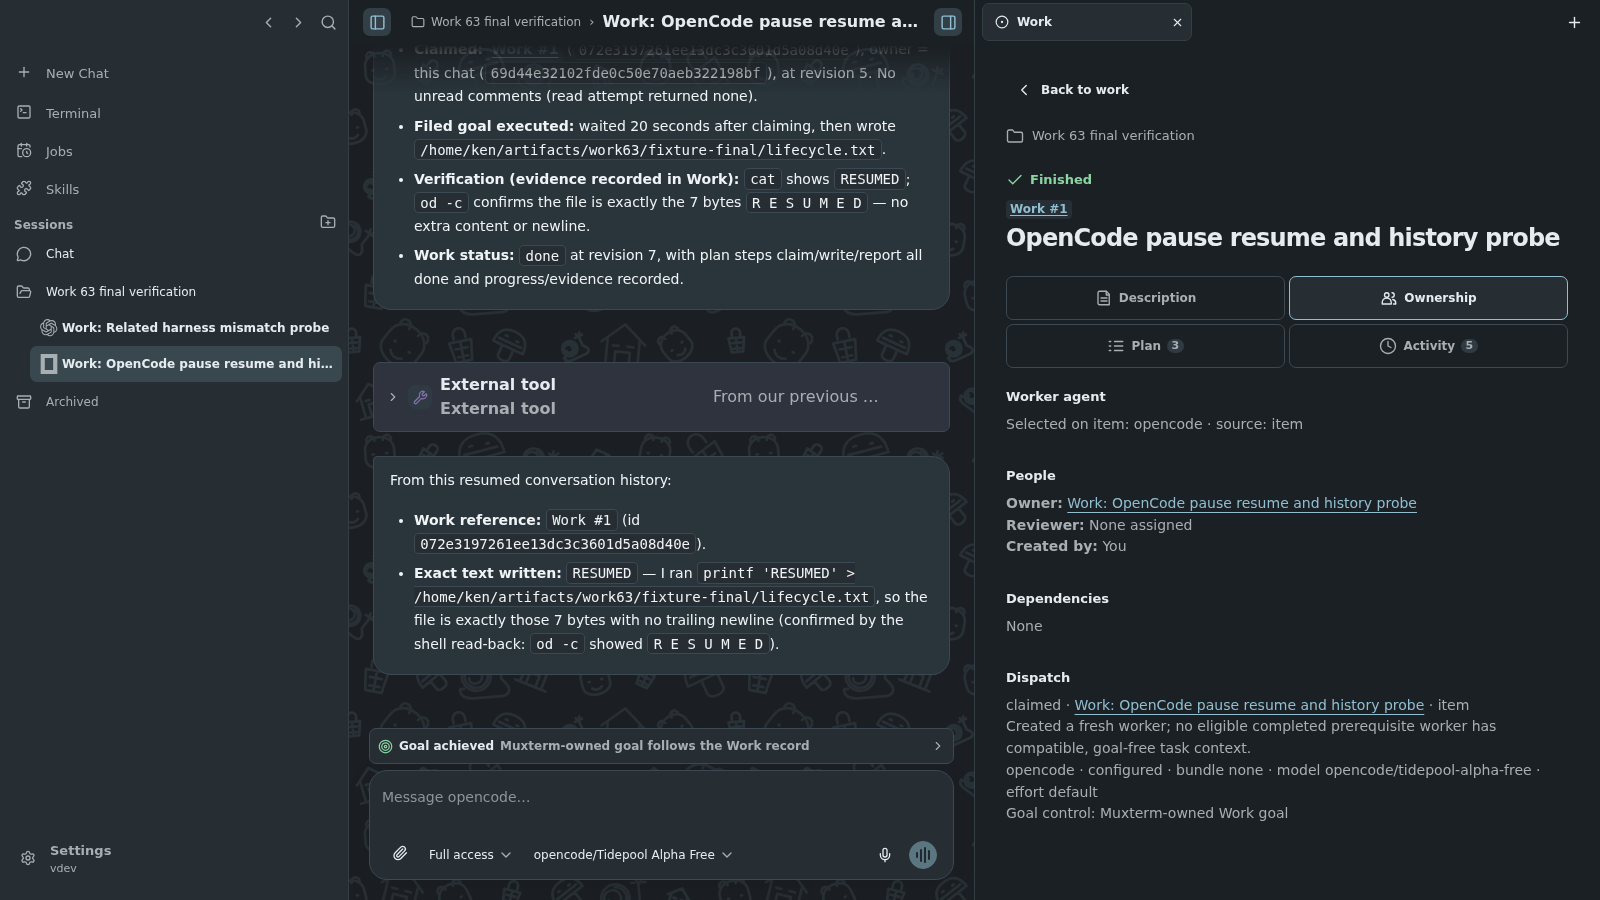 New Chat
Terminal
Jobs
Skills
Sessions
Chat
Work 63 final verification
Work: Related harness mismatch probe
Work: OpenCode pause resume and hi...
Archived
Settings
vdev
Work 63 final verification › Work: OpenCode pause resume a...
Claimed: Work #1 ( 072e3197261ee13dc3c3601d5a08d40e ), owner =
this chat ( 69d44e32102fde0c50e70aeb322198bf ), at revision 5. No
unread comments (read attempt returned none).
• Filed goal executed: waited 20 seconds after claiming, then wrote
/home/ken/artifacts/work63/fixture-final/lifecycle.txt .
• Verification (evidence recorded in Work): cat shows RESUMED ;
od -c confirms the file is exactly the 7 bytes R E S U M E D — no
extra content or newline.
• Work status: done at revision 7, with plan steps claim/write/report all
done and progress/evidence recorded.
External tool
External tool
From our previous ...
From this resumed conversation history:
• Work reference: Work #1 (id
072e3197261ee13dc3c3601d5a08d40e ).
• Exact text written: RESUMED — I ran printf 'RESUMED' >
/home/ken/artifacts/work63/fixture-final/lifecycle.txt , so the
file is exactly those 7 bytes with no trailing newline (confirmed by the
shell read-back: od -c showed R E S U M E D ).
Goal achieved Muxterm-owned goal follows the Work record
Message opencode...
Full access
opencode/Tidepool Alpha Free
Work
Back to work
Work 63 final verification
Finished
Work #1
OpenCode pause resume and history probe
Description
Ownership
Plan 3
Activity 5
Worker agent
Selected on item: opencode · source: item
People
Owner: Work: OpenCode pause resume and history probe
Reviewer: None assigned
Created by: You
Dependencies
None
Dispatch
claimed · Work: OpenCode pause resume and history probe · item
Created a fresh worker; no eligible completed prerequisite worker has
compatible, goal-free task context.
opencode · configured · bundle none · model opencode/tidepool-alpha-free ·
effort default
Goal control: Muxterm-owned Work goal